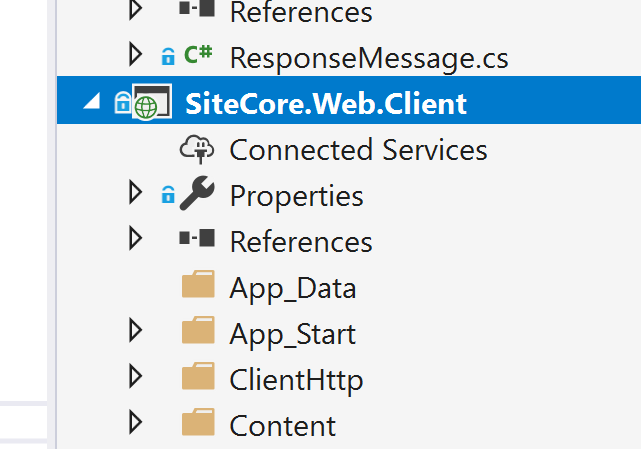 References
C# ResponseMessage.cs
SiteCore.Web.Client
Connected Services
Properties
References
App_Data
App_Start
ClientHttp
Content